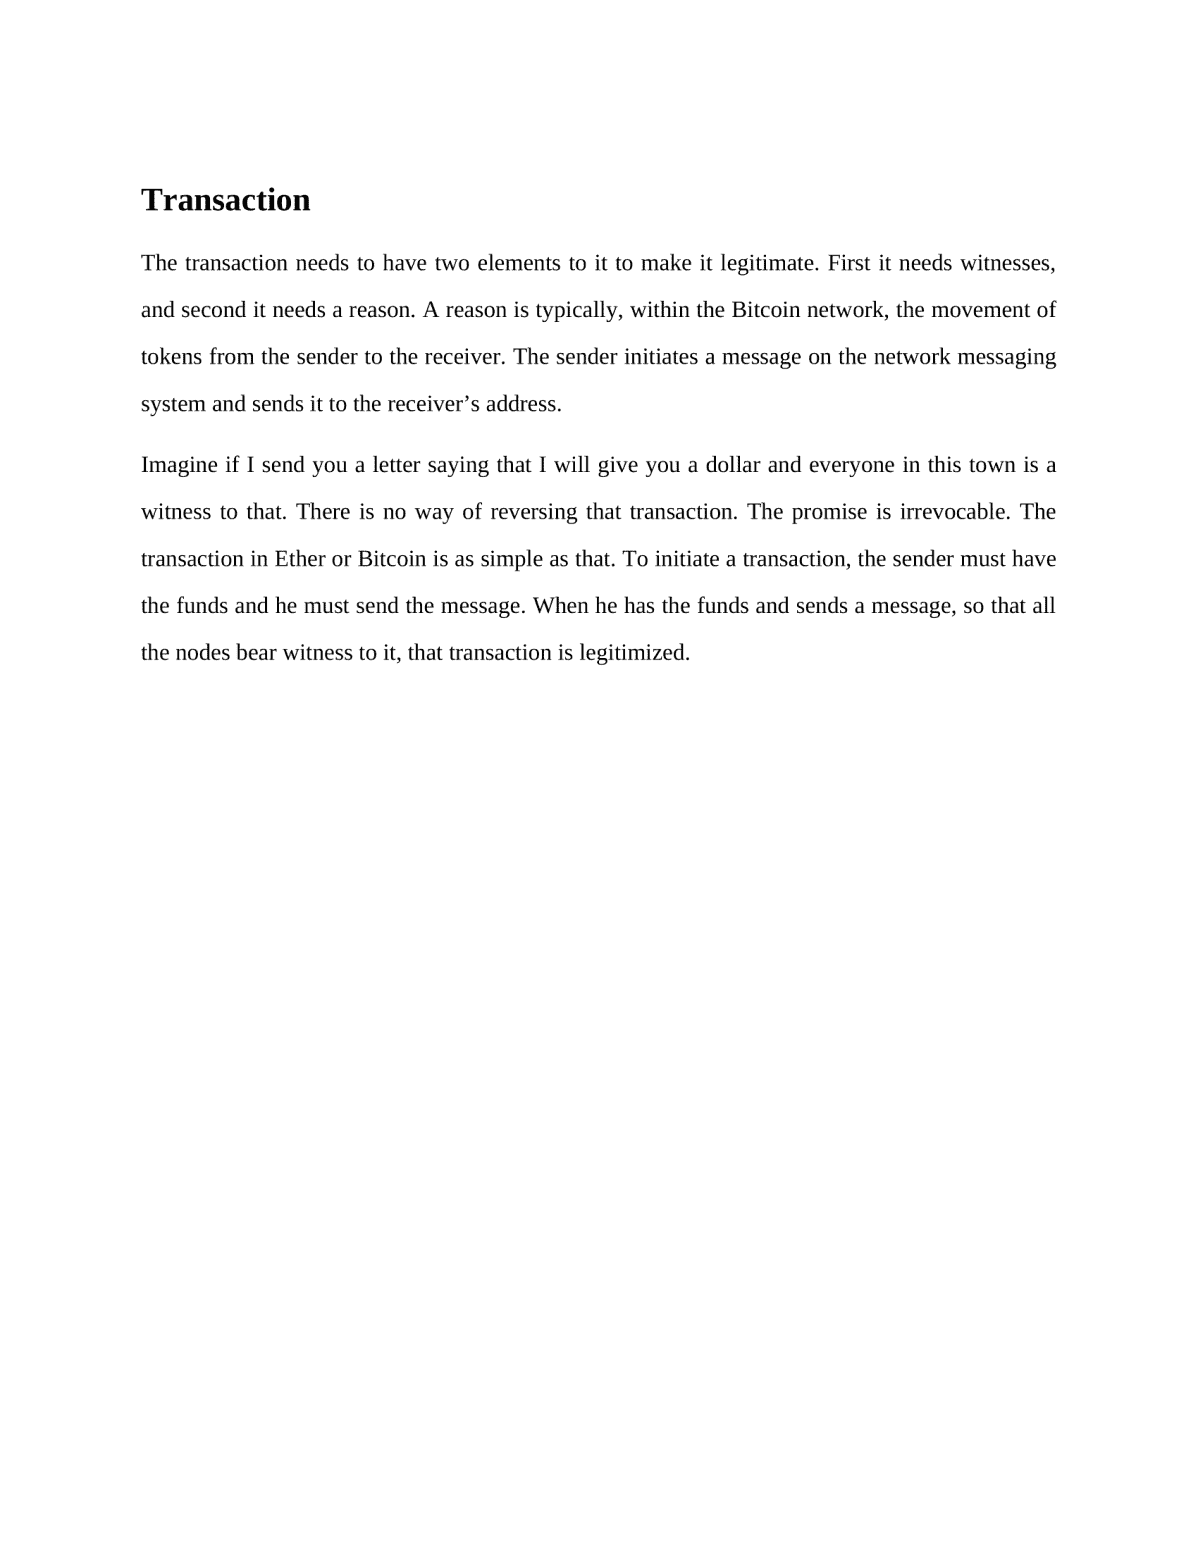 Transaction
The transaction needs to have two elements to it to make it legitimate. First it needs witnesses,
and second it needs a reason. A reason is typically, within the Bitcoin network, the movement of
tokens from the sender to the receiver. The sender initiates a message on the network messaging
system and sends it to the receiver’s address.
Imagine if I send you a letter saying that I will give you a dollar and everyone in this town is a
witness to that. There is no way of reversing that transaction. The promise is irrevocable. The
transaction in Ether or Bitcoin is as simple as that. To initiate a transaction, the sender must have
the funds and he must send the message. When he has the funds and sends a message, so that all
the nodes bear witness to it, that transaction is legitimized.